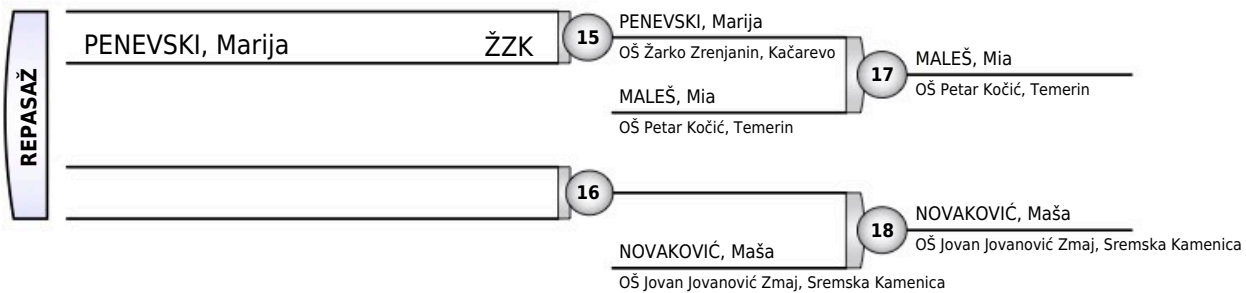 REPASAŽ
PENEVSKI, Marija ŽZK
15
PENEVSKI, Marija
OŠ Žarko Zrenjanin, Kačarevo
MALEŠ, Mia
OŠ Petar Kočić, Temerin
17
MALEŠ, Mia
OŠ Petar Kočić, Temerin
16
NOVAKOVIĆ, Maša
OŠ Jovan Jovanović Zmaj, Sremska Kamenica
18
NOVAKOVIĆ, Maša
OŠ Jovan Jovanović Zmaj, Sremska Kamenica